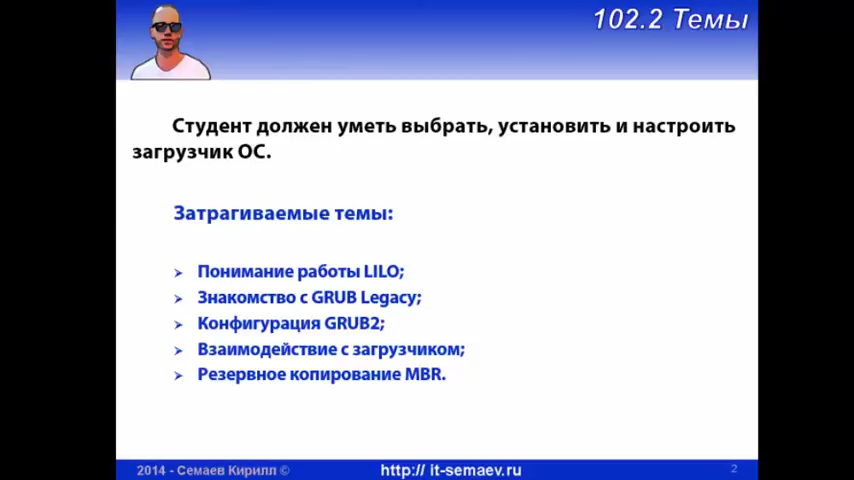 102.2 Темы
Студент должен уметь выбрать, установить и настроить
загрузчик ОС.
Затрагиваемые темы:
Понимание работы LILO;
Знакомство с GRUB Legacy;
Конфигурация GRUB2;
Взаимодействие с загрузчиком;
Резервное копирование MBR.
2014 - Семаев Кирилл © http:// it-semaev.ru 2